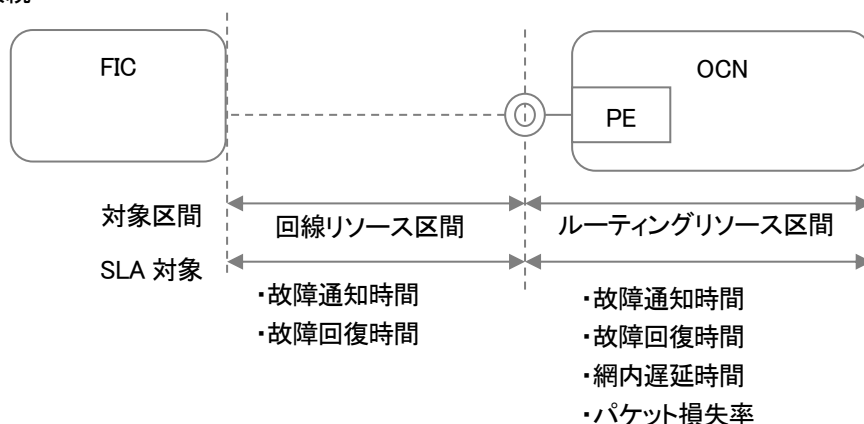 FIC
OCN
PE
対象区間
回線リソース区間
ルーティングリソース区間
SLA 対象
・故障通知時間
・故障回復時間
・故障通知時間
・故障回復時間
・網内遅延時間
・パケット損失率